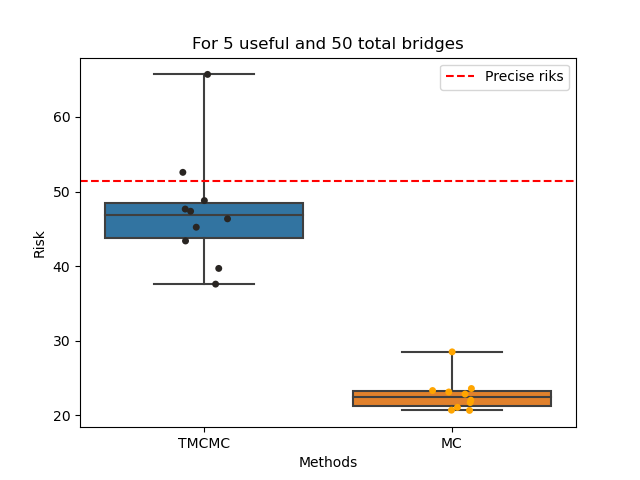 For 5 useful and 50 total bridges
Precise riks
60
50
40
30
20
Risk
TMCMC
MC
Methods